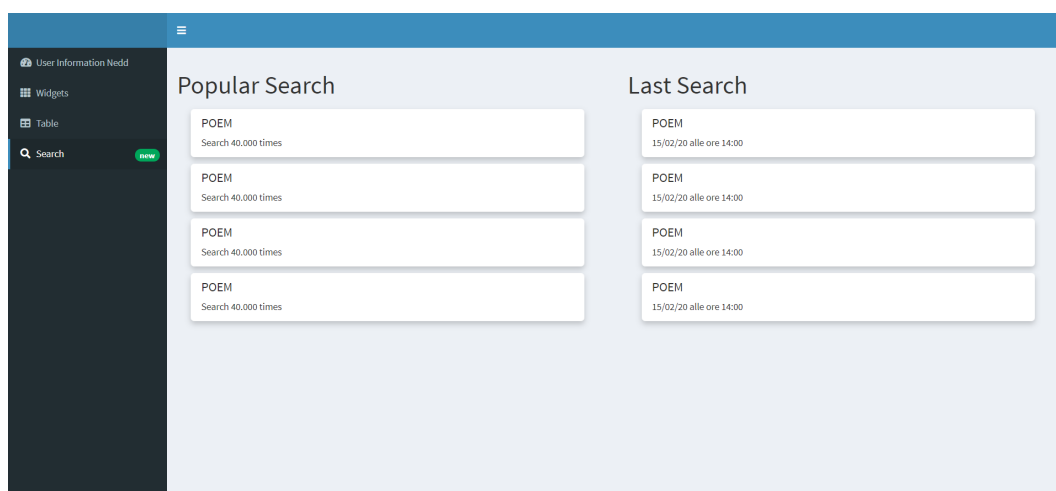 User Information Nedd
Widgets
Table
Search new
Popular Search
POEM
Search 40.000 times
POEM
Search 40.000 times
POEM
Search 40.000 times
POEM
Search 40.000 times
Last Search
POEM
15/02/20 alle ore 14:00
POEM
15/02/20 alle ore 14:00
POEM
15/02/20 alle ore 14:00
POEM
15/02/20 alle ore 14:00